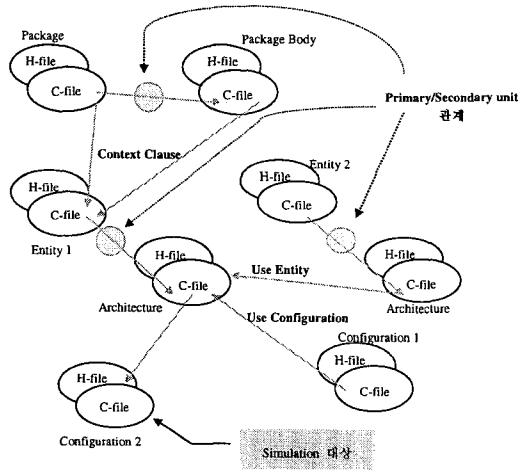 Package
H-file
C-file
Package Body
H-file
C-file
Primary/Secondary unit
관계
Context Clause
H-file
C-file
Entity 1
Entity 2
H-file
C-file
H-file
C-file
Architecture
Use Entity
H-file
C-file
Architecture
Use Configuration
Configuration 1
H-file
C-file
H-file
C-file
Configuration 2
Simulation 대상